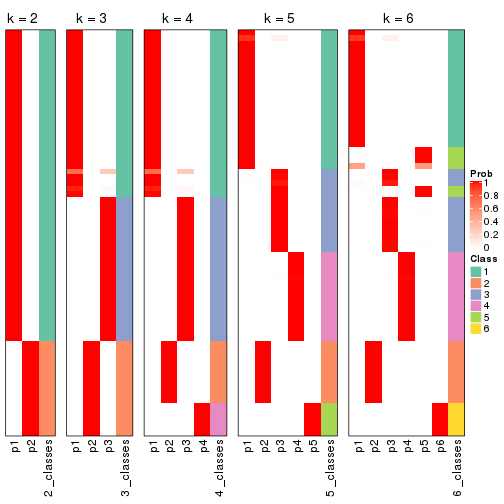 k = 2
k = 3
k = 4
k = 5
k = 6
Prob
1
0.8
0.6
0.4
0.2
0
Class
1
2
3
4
5
6
p1
p2
2_classes
p1
p2
p3
3_classes
p1
p2
p3
p4
4_classes
p1
p2
p3
p4
p5
5_classes
p1
p2
p3
p4
p5
p6
6_classes